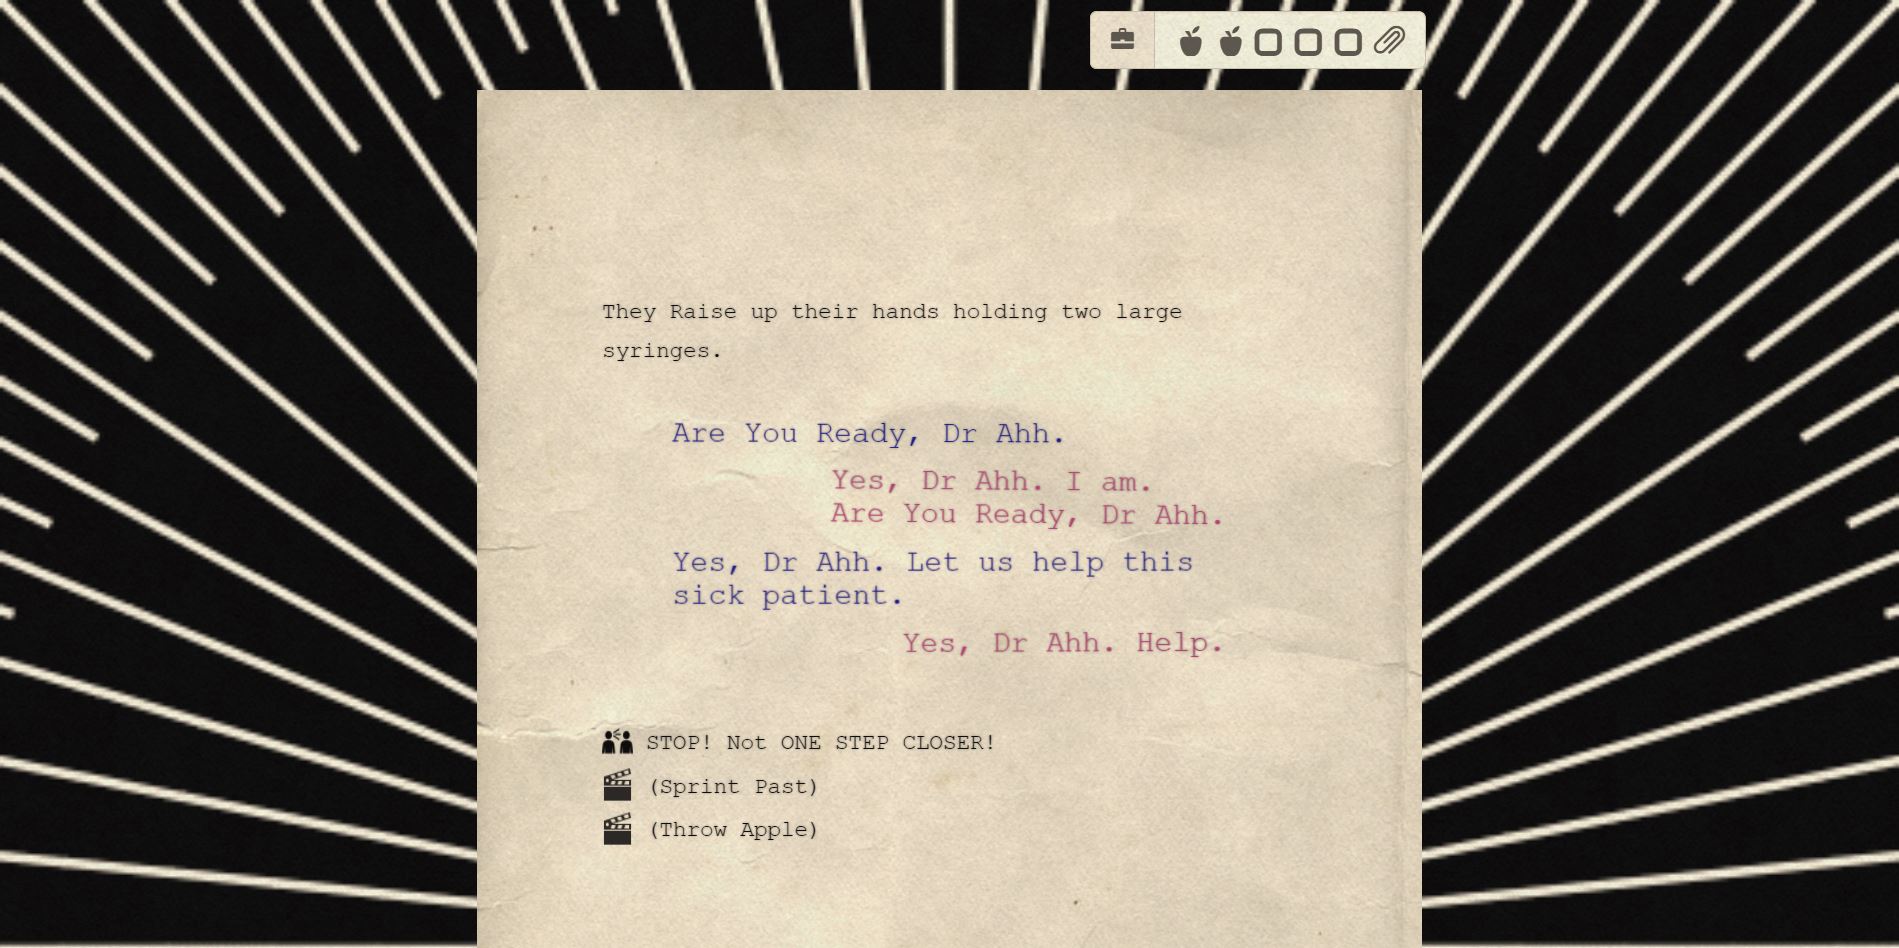 They Raise up their hands holding two large
syringes.
Are You Ready, Dr Ahh.
Yes, Dr Ahh. I am.
Are You Ready, Dr Ahh.
Yes, Dr Ahh. Let us help this
sick patient.
Yes, Dr Ahh. Help.
STOP! Not ONE STEP CLOSER!
(Sprint Past)
(Throw Apple)